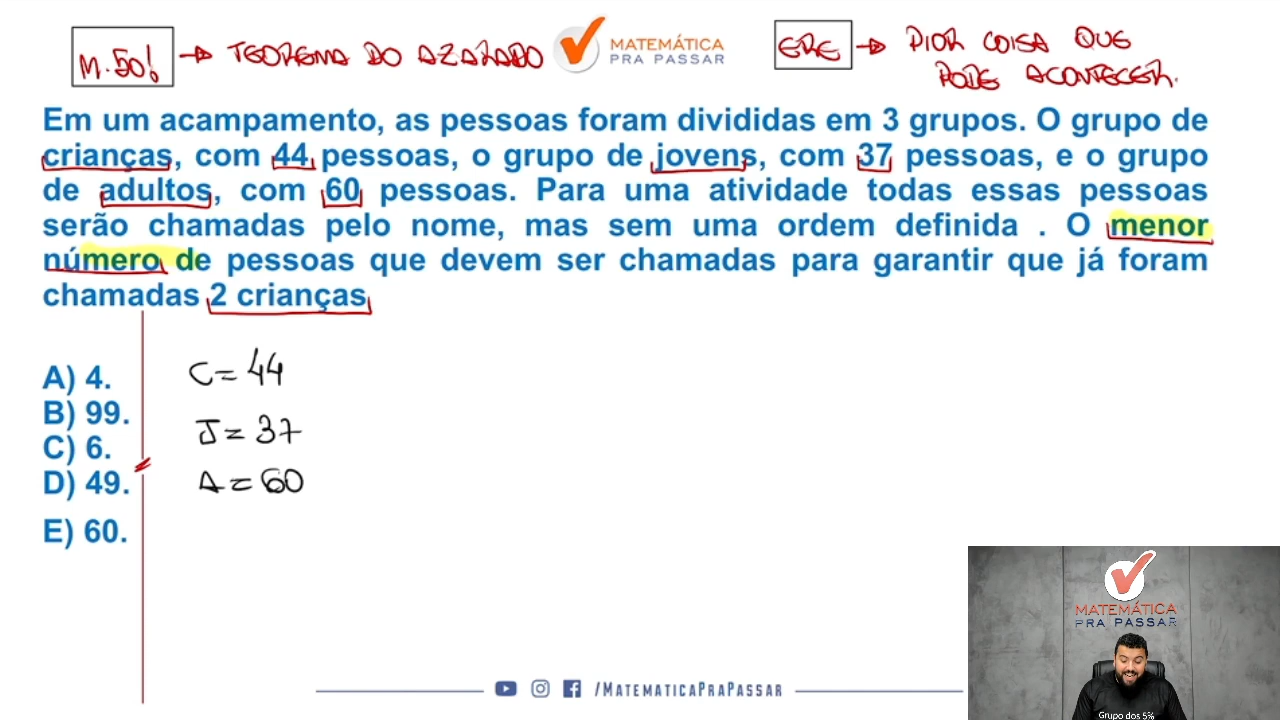 M.50! → TEOREMA DO AZARADO
MATEMÁTICA
PRA PASSAR
→ PIOR COISA QUE
PODE ACONTECER.
Em um acampamento, as pessoas foram divididas em 3 grupos. O grupo de
crianças, com 44 pessoas, o grupo de jovens, com 37 pessoas, e o grupo
de adultos, com 60 pessoas. Para uma atividade todas essas pessoas
serão chamadas pelo nome, mas sem uma ordem definida . O menor
número de pessoas que devem ser chamadas para garantir que já foram
chamadas 2 crianças
A) 4.
B) 99.
C) 6.
D) 49.
E) 60.
C = 44
J = 37
A = 60
MATEMÁTICA
PRA PASSAR
Grupo dos 5%
/MatematicaPraPassar